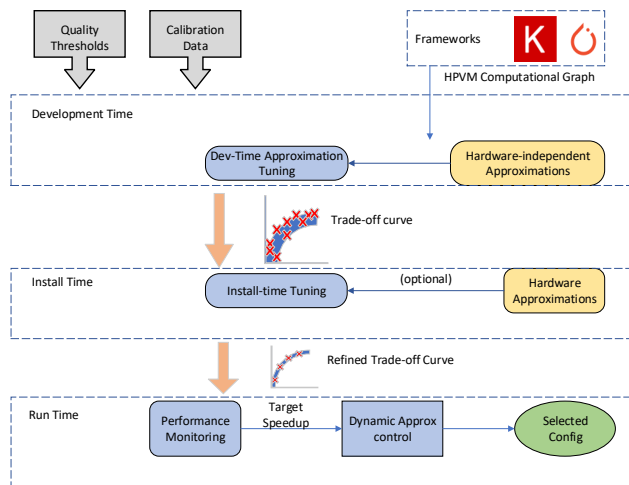 Quality
Thresholds
Calibration
Data
Frameworks
K
HPVM Computational Graph
Development Time
Dev-Time Approximation
Tuning
Hardware-independent
Approximations
Trade-off curve
Install Time
Install-time Tuning
(optional)
Hardware
Approximations
Refined Trade-off Curve
Run Time
Performance
Monitoring
Target
Speedup
Dynamic Approx
control
Selected
Config